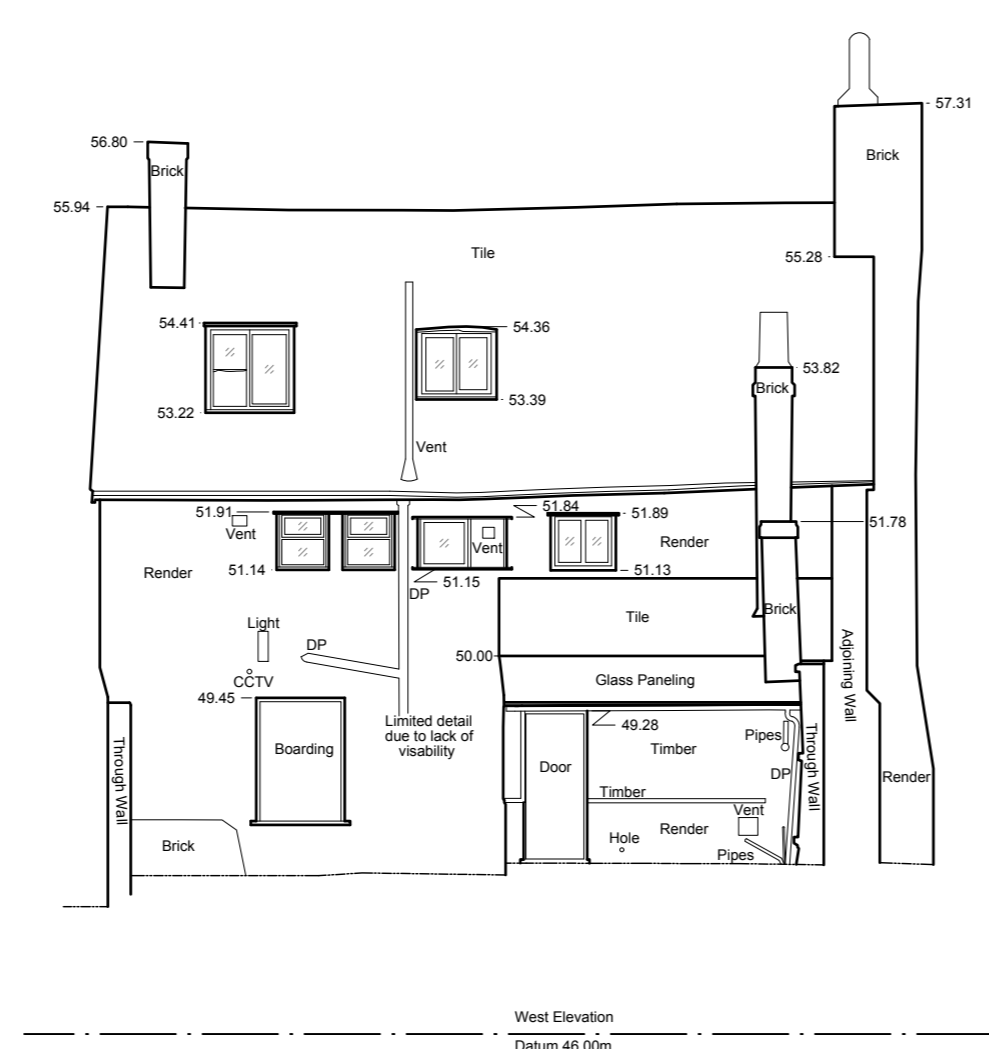 57.31
56.80
Brick
Brick
55.94
Tile
55.28
54.41
54.36
53.82
Brick
53.22
53.39
Vent
51.91
Vent
51.84
51.89
51.78
Vent
Render
Render
51.14
51.15
51.13
DP
Light
Tile
Brick
DP
50.00
Adjoining Wall
CCTV
Glass Paneling
49.45
Limited detail
due to lack of
visability
49.28
Boarding
Timber
Pipes
Through Wall
Through Wall
Door
DP
Render
Timber
Vent
Render
Hole
Brick
Pipes
West Elevation
Datum 46.00m